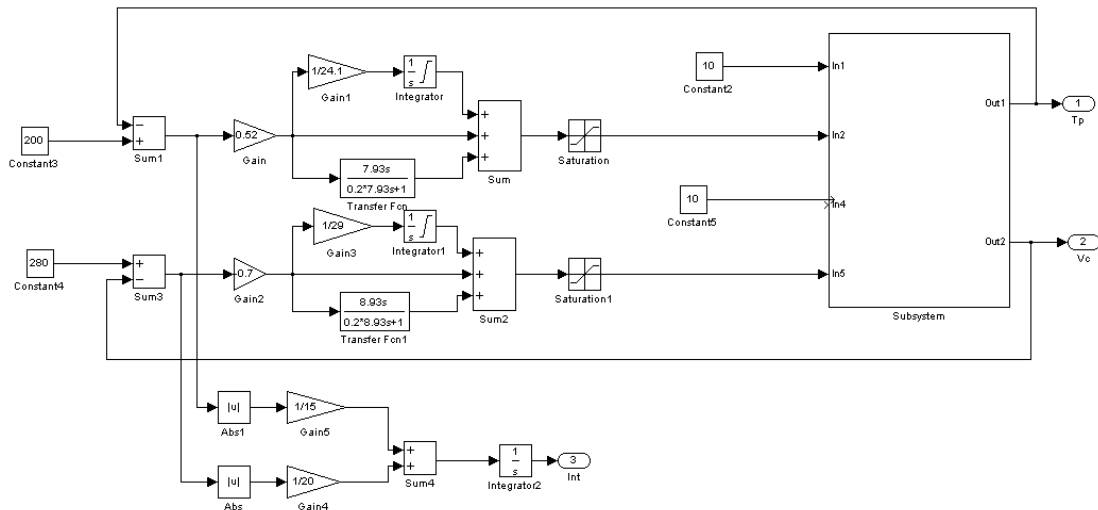 200
Constant3
−
+
Sum1
0.52
Gain
1/24.1
Gain1
1
s
Integrator
7.93s
0.2*7.93s+1
Transfer Fcn
+
+
+
Sum
Saturation
10
Constant2
10
Constant5
In1
In2
In4
In5
Out1
Out2
Subsystem
1
Tp
2
Vc
280
Constant4
+
−
Sum3
0.7
Gain2
1/29
Gain3
1
s
Integrator1
8.93s
0.2*8.93s+1
Transfer Fcn1
+
+
+
Sum2
Saturation1
|u|
Abs1
1/15
Gain5
|u|
Abs
1/20
Gain4
+
+
Sum4
1
s
Integrator2
3
Int